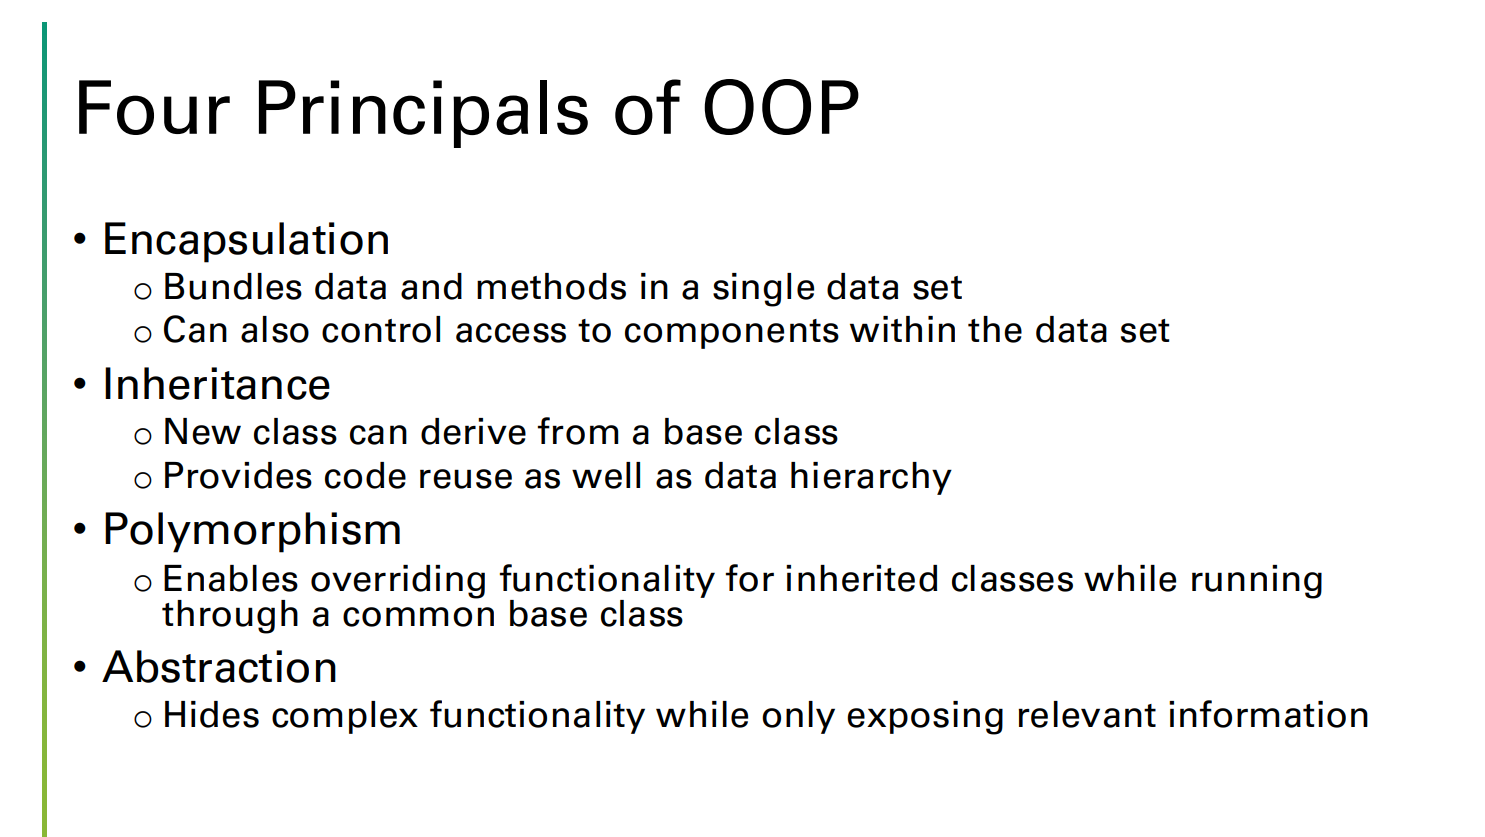 Four Principals of OOP
• Encapsulation
o Bundles data and methods in a single data set
o Can also control access to components within the data set
• Inheritance
o New class can derive from a base class
o Provides code reuse as well as data hierarchy
• Polymorphism
o Enables overriding functionality for inherited classes while running
through a common base class
• Abstraction
o Hides complex functionality while only exposing relevant information